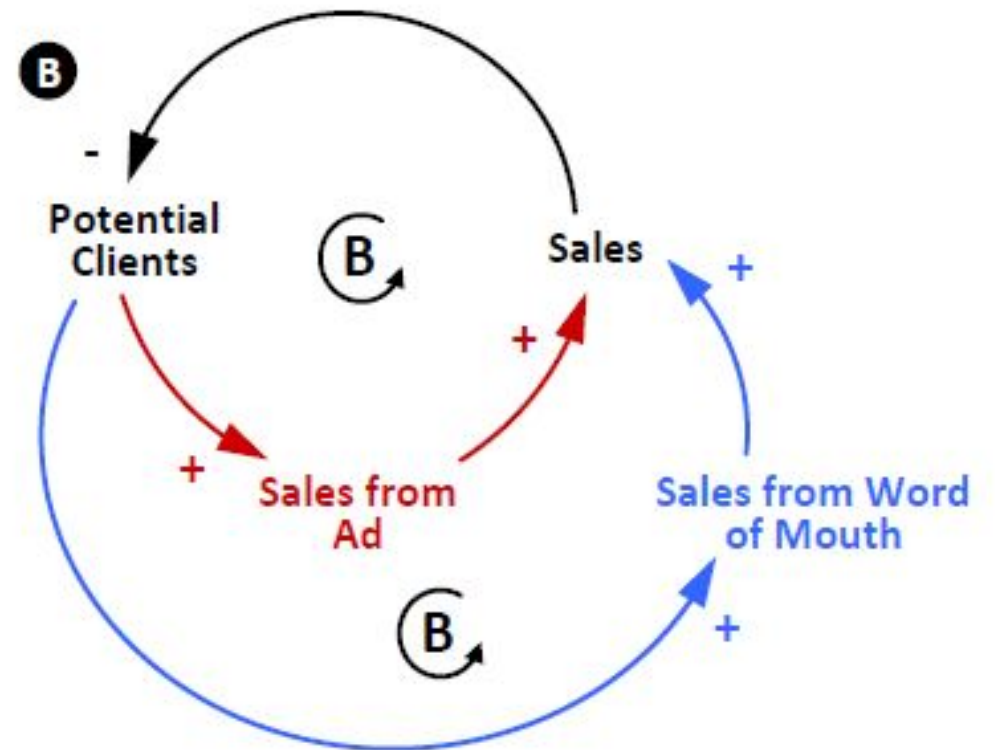 B
-
Potential
Clients
B
Sales
+
+
+
Sales from
Ad
Sales from Word
of Mouth
B
+